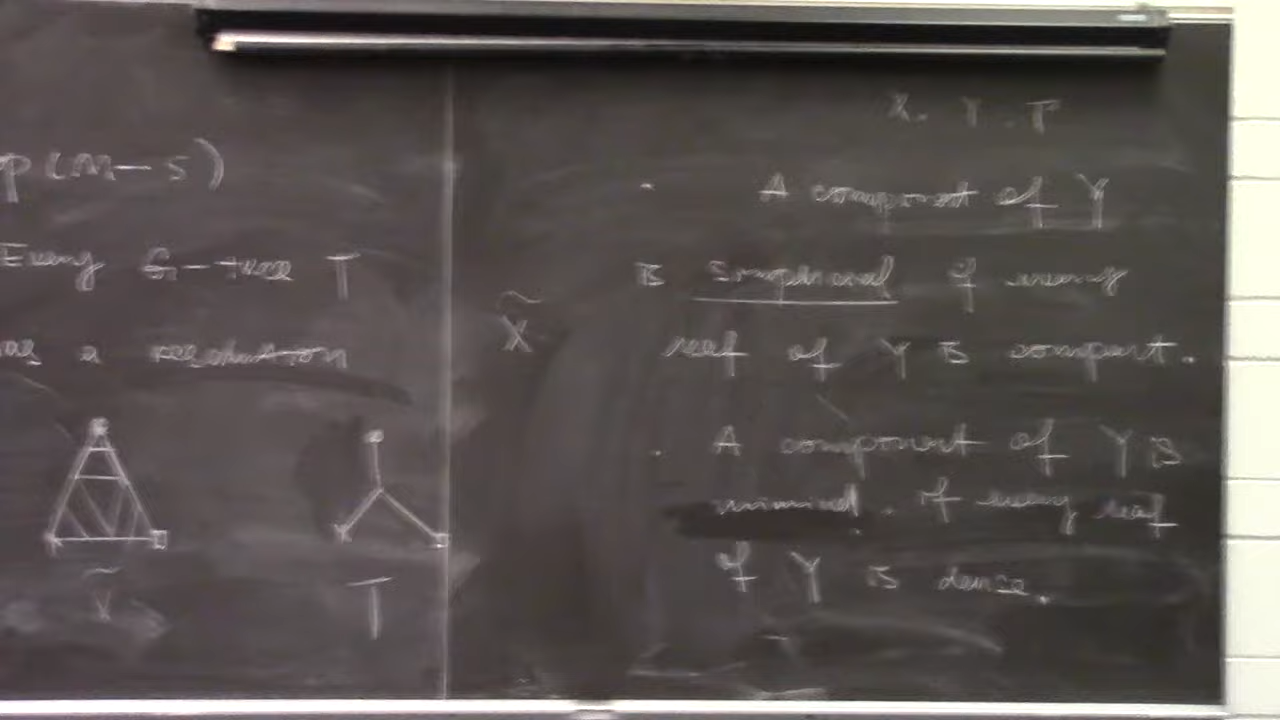 p(M-S)
Every G-tree T
has a resolution
X̃
T
X̃
X. Y. T
A component of Y
is simplicial if every
leaf of Y is compact.
A component of Y is
minimal. if every leaf
of Y is dense.